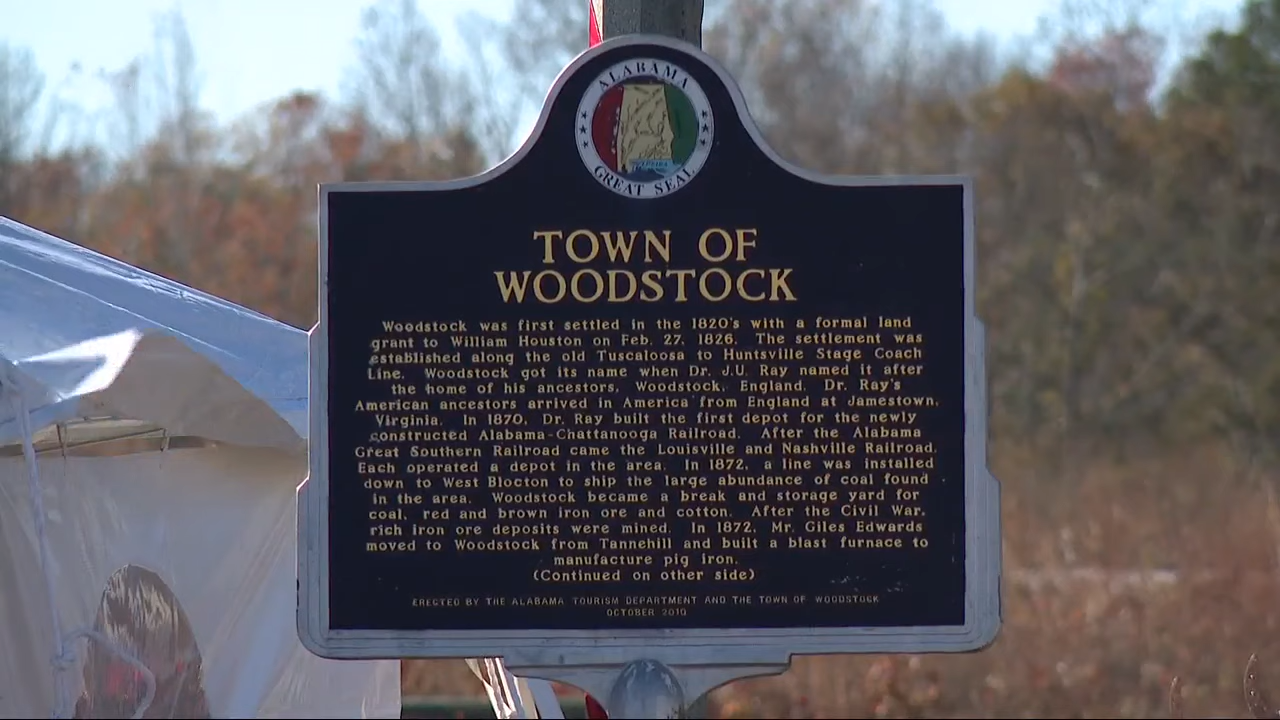 ALABAMA
GREAT SEAL
TOWN OF
WOODSTOCK
Woodstock was first settled in the 1820's with a formal land
grant to William Houston on Feb. 27, 1826. The settlement was
established along the old Tuscaloosa to Huntsville Stage Coach
Line. Woodstock got its name when Dr. J.U. Ray named it after
the home of his ancestors, Woodstock, England. Dr. Ray's
American ancestors arrived in America from England at Jamestown,
Virginia. In 1870, Dr. Ray built the first depot for the newly
constructed Alabama-Chattanooga Railroad. After the Alabama
Great Southern Railroad came the Louisville and Nashville Railroad.
Each operated a depot in the area. In 1872, a line was installed
down to West Blocton to ship the large abundance of coal found
in the area. Woodstock became a break and storage yard for
coal, red and brown iron ore and cotton. After the Civil War,
rich iron ore deposits were mined. In 1872, Mr. Giles Edwards
moved to Woodstock from Tannehill and built a blast furnace to
manufacture pig iron.
(Continued on other side)
ERECTED BY THE ALABAMA TOURISM DEPARTMENT AND THE TOWN OF WOODSTOCK
OCTOBER 2010